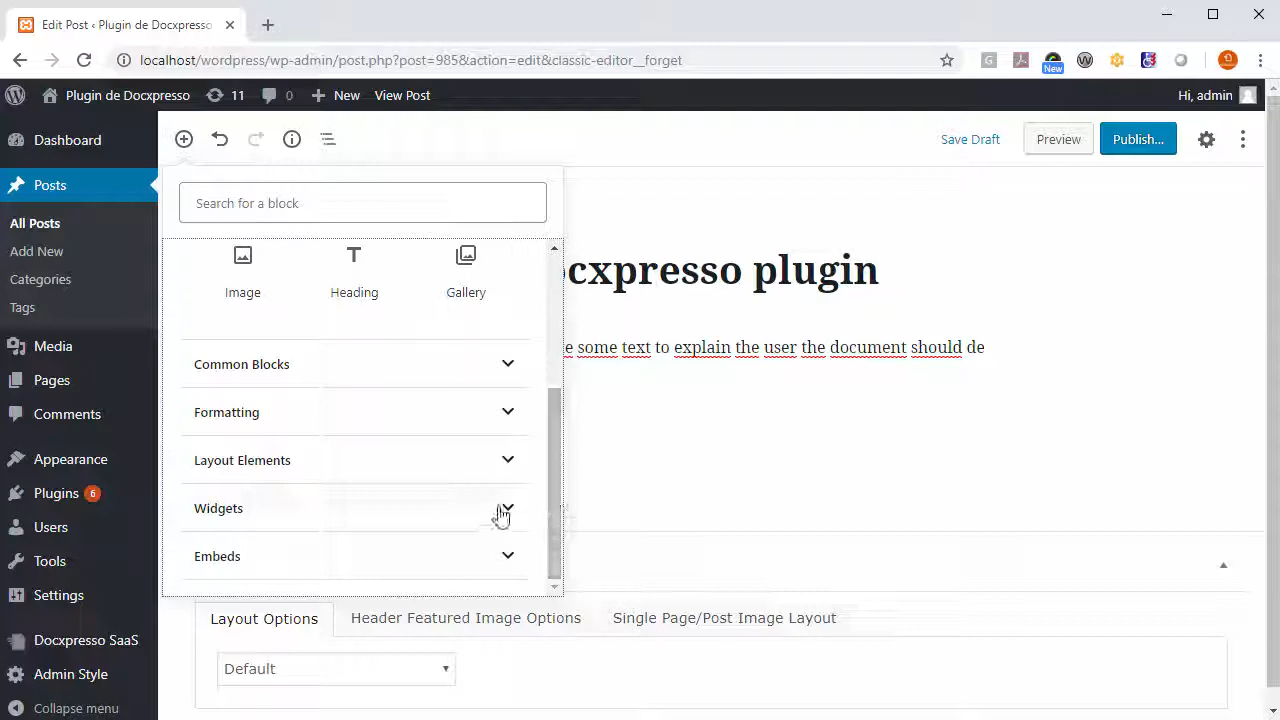 Edit Post ‹ Plugin de Docxpresso
localhost/wordpress/wp-admin/post.php?post=985&action=edit&classic-editor__forget
New
Plugin de Docxpresso 11 0 New View Post Hi, admin
Dashboard
Posts
All Posts
Add New
Categories
Tags
Media
Pages
Comments
Appearance
Plugins 6
Users
Tools
Settings
Docxpresso SaaS
Admin Style
Collapse menu
Save Draft Preview Publish...
Search for a block
Image Heading Gallery
Common Blocks
Formatting
Layout Elements
Widgets
Embeds
ocxpresso plugin
e some text to explain the user the document should de
Layout Options Header Featured Image Options Single Page/Post Image Layout
Default